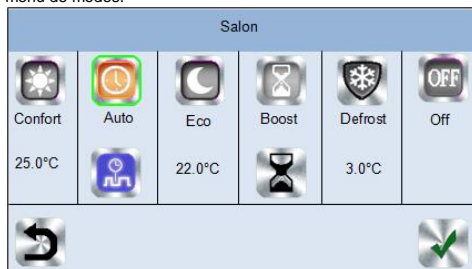 menú de modos.
Salon
OFF
Confort Auto Eco Boost Defrost Off
25.0°C 22.0°C 3.0°C